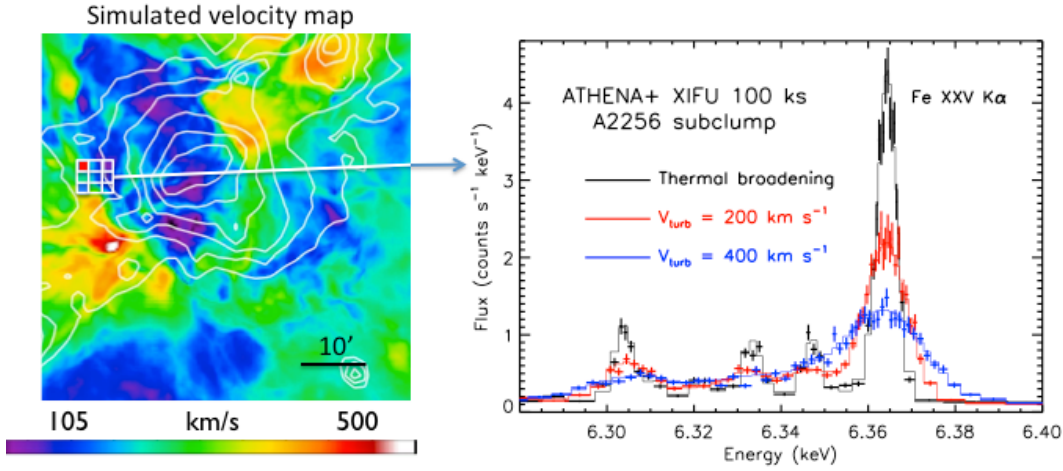 Simulated velocity map
10’
105 km/s 500
ATHENA+ XIFU 100 ks
A2256 subclump
Fe XXV Kα
Thermal broadening
Vturb = 200 km s⁻¹
Vturb = 400 km s⁻¹
Flux (counts s⁻¹ keV⁻¹)
4
3
2
1
0
6.30 6.32 6.34 6.36 6.38 6.40
Energy (keV)